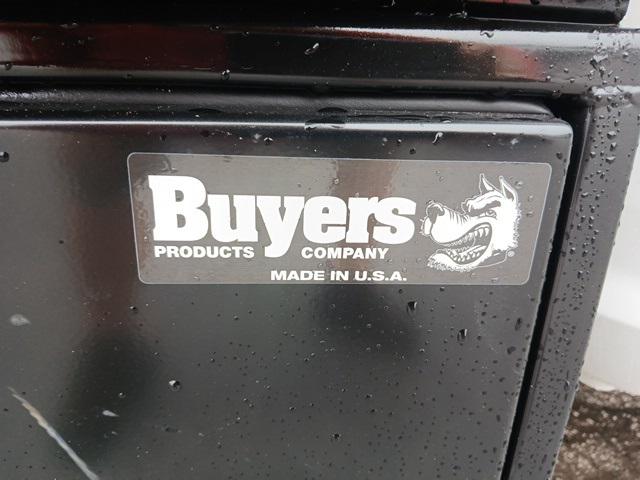 Buyers
PRODUCTS COMPANY
MADE IN U.S.A.
®